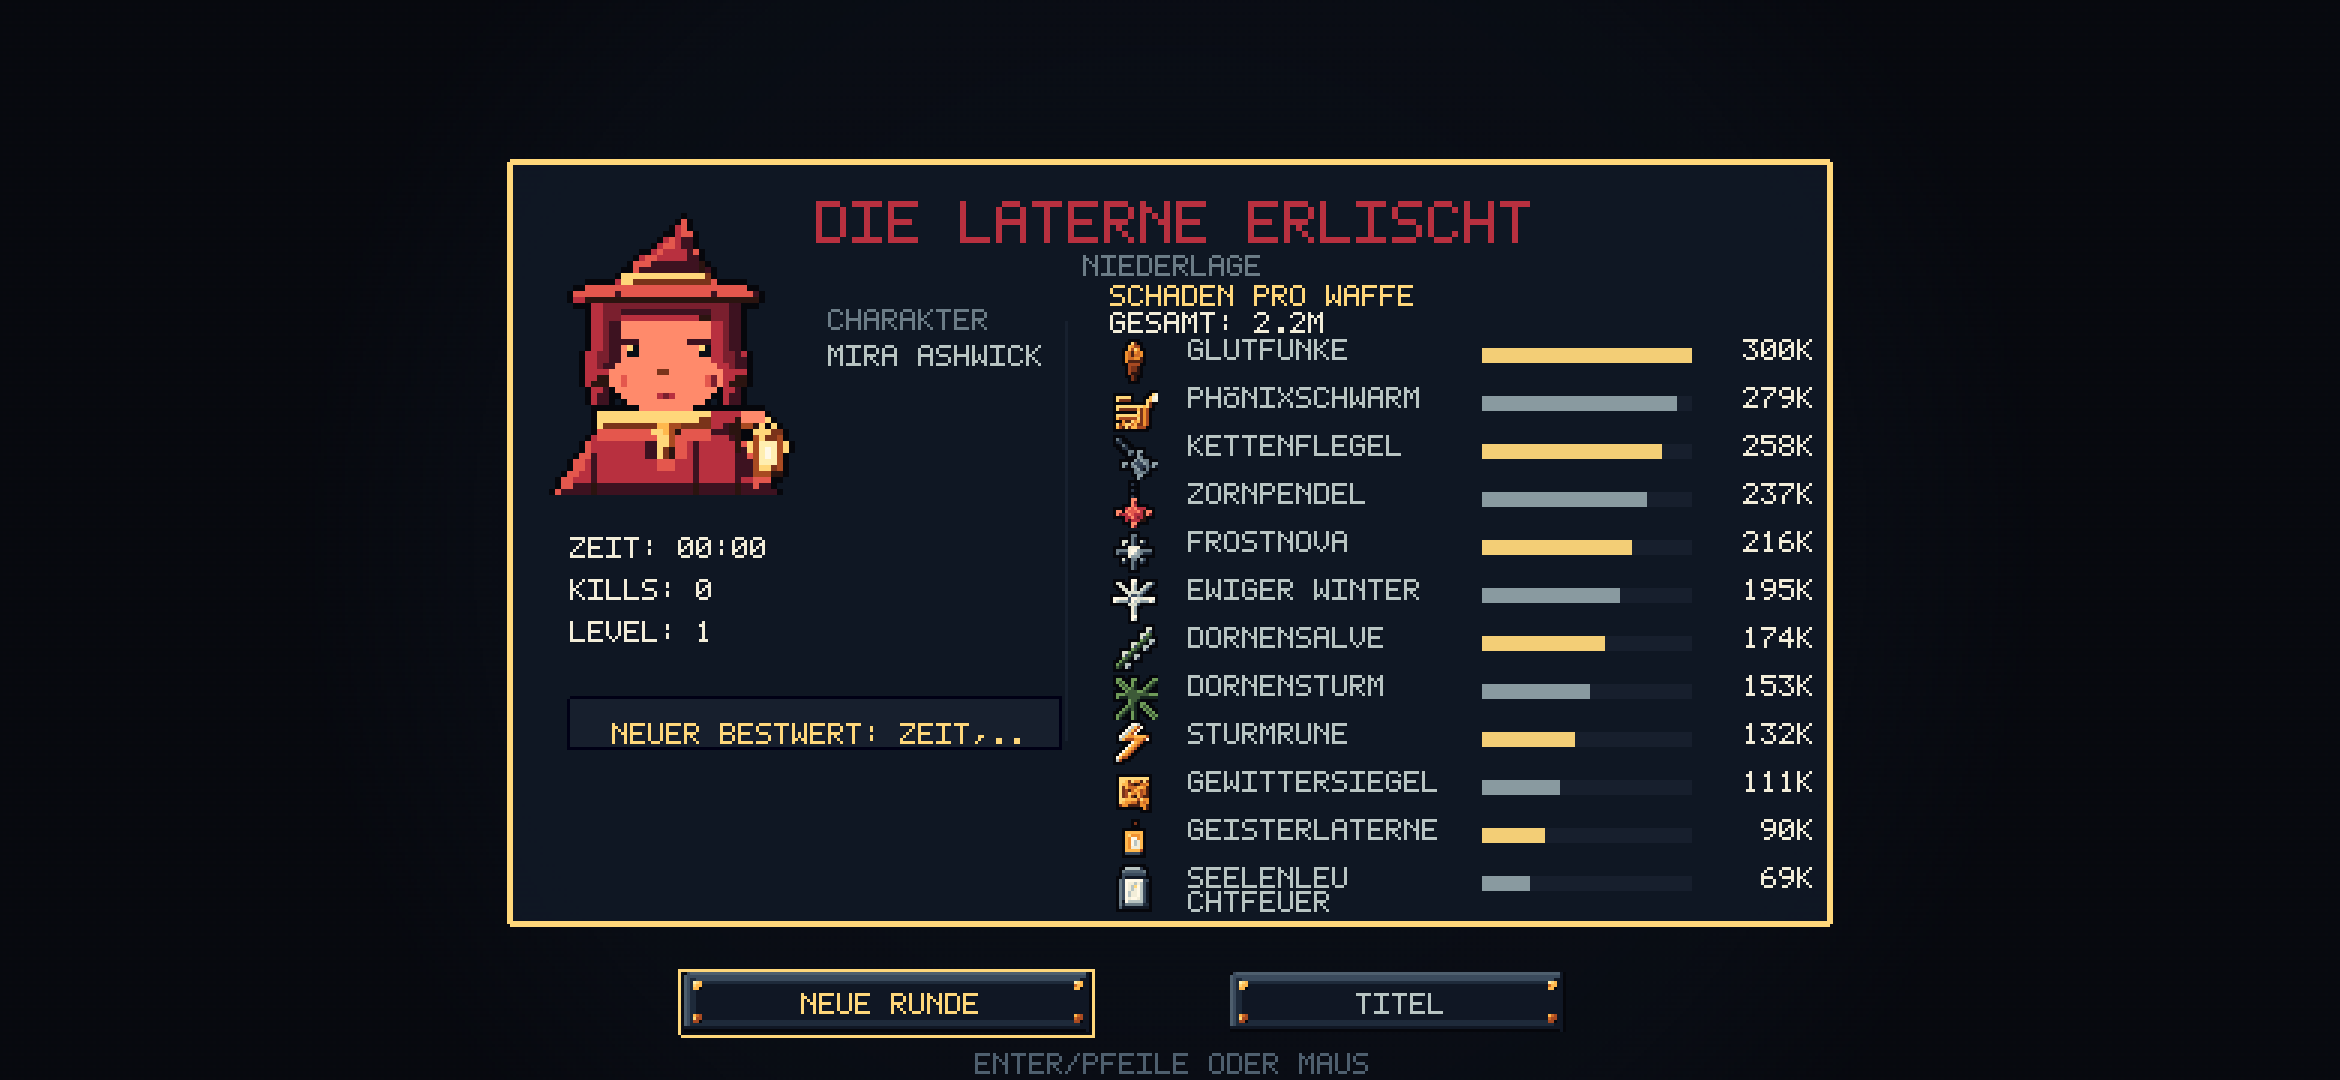 DIE LATERNE ERLISCHT
NIEDERLAGE
CHARAKTER
MIRA ASHWICK
ZEIT: 00:00
KILLS: 0
LEVEL: 1
NEUER BESTWERT: ZEIT,..
SCHADEN PRO WAFFE
GESAMT: 2.2M
GLUTFUNKE 300K
PHöNIXSCHWARM 279K
KETTENFLEGEL 258K
ZORNPENDEL 237K
FROSTNOVA 216K
EWIGER WINTER 195K
DORNENSALVE 174K
DORNENSTURM 153K
STURMRUNE 132K
GEWITTERSIEGEL 111K
GEISTERLATERNE 90K
SEELENLEU 69K
CHTFEUER
NEUE RUNDE
TITEL
ENTER/PFEILE ODER MAUS